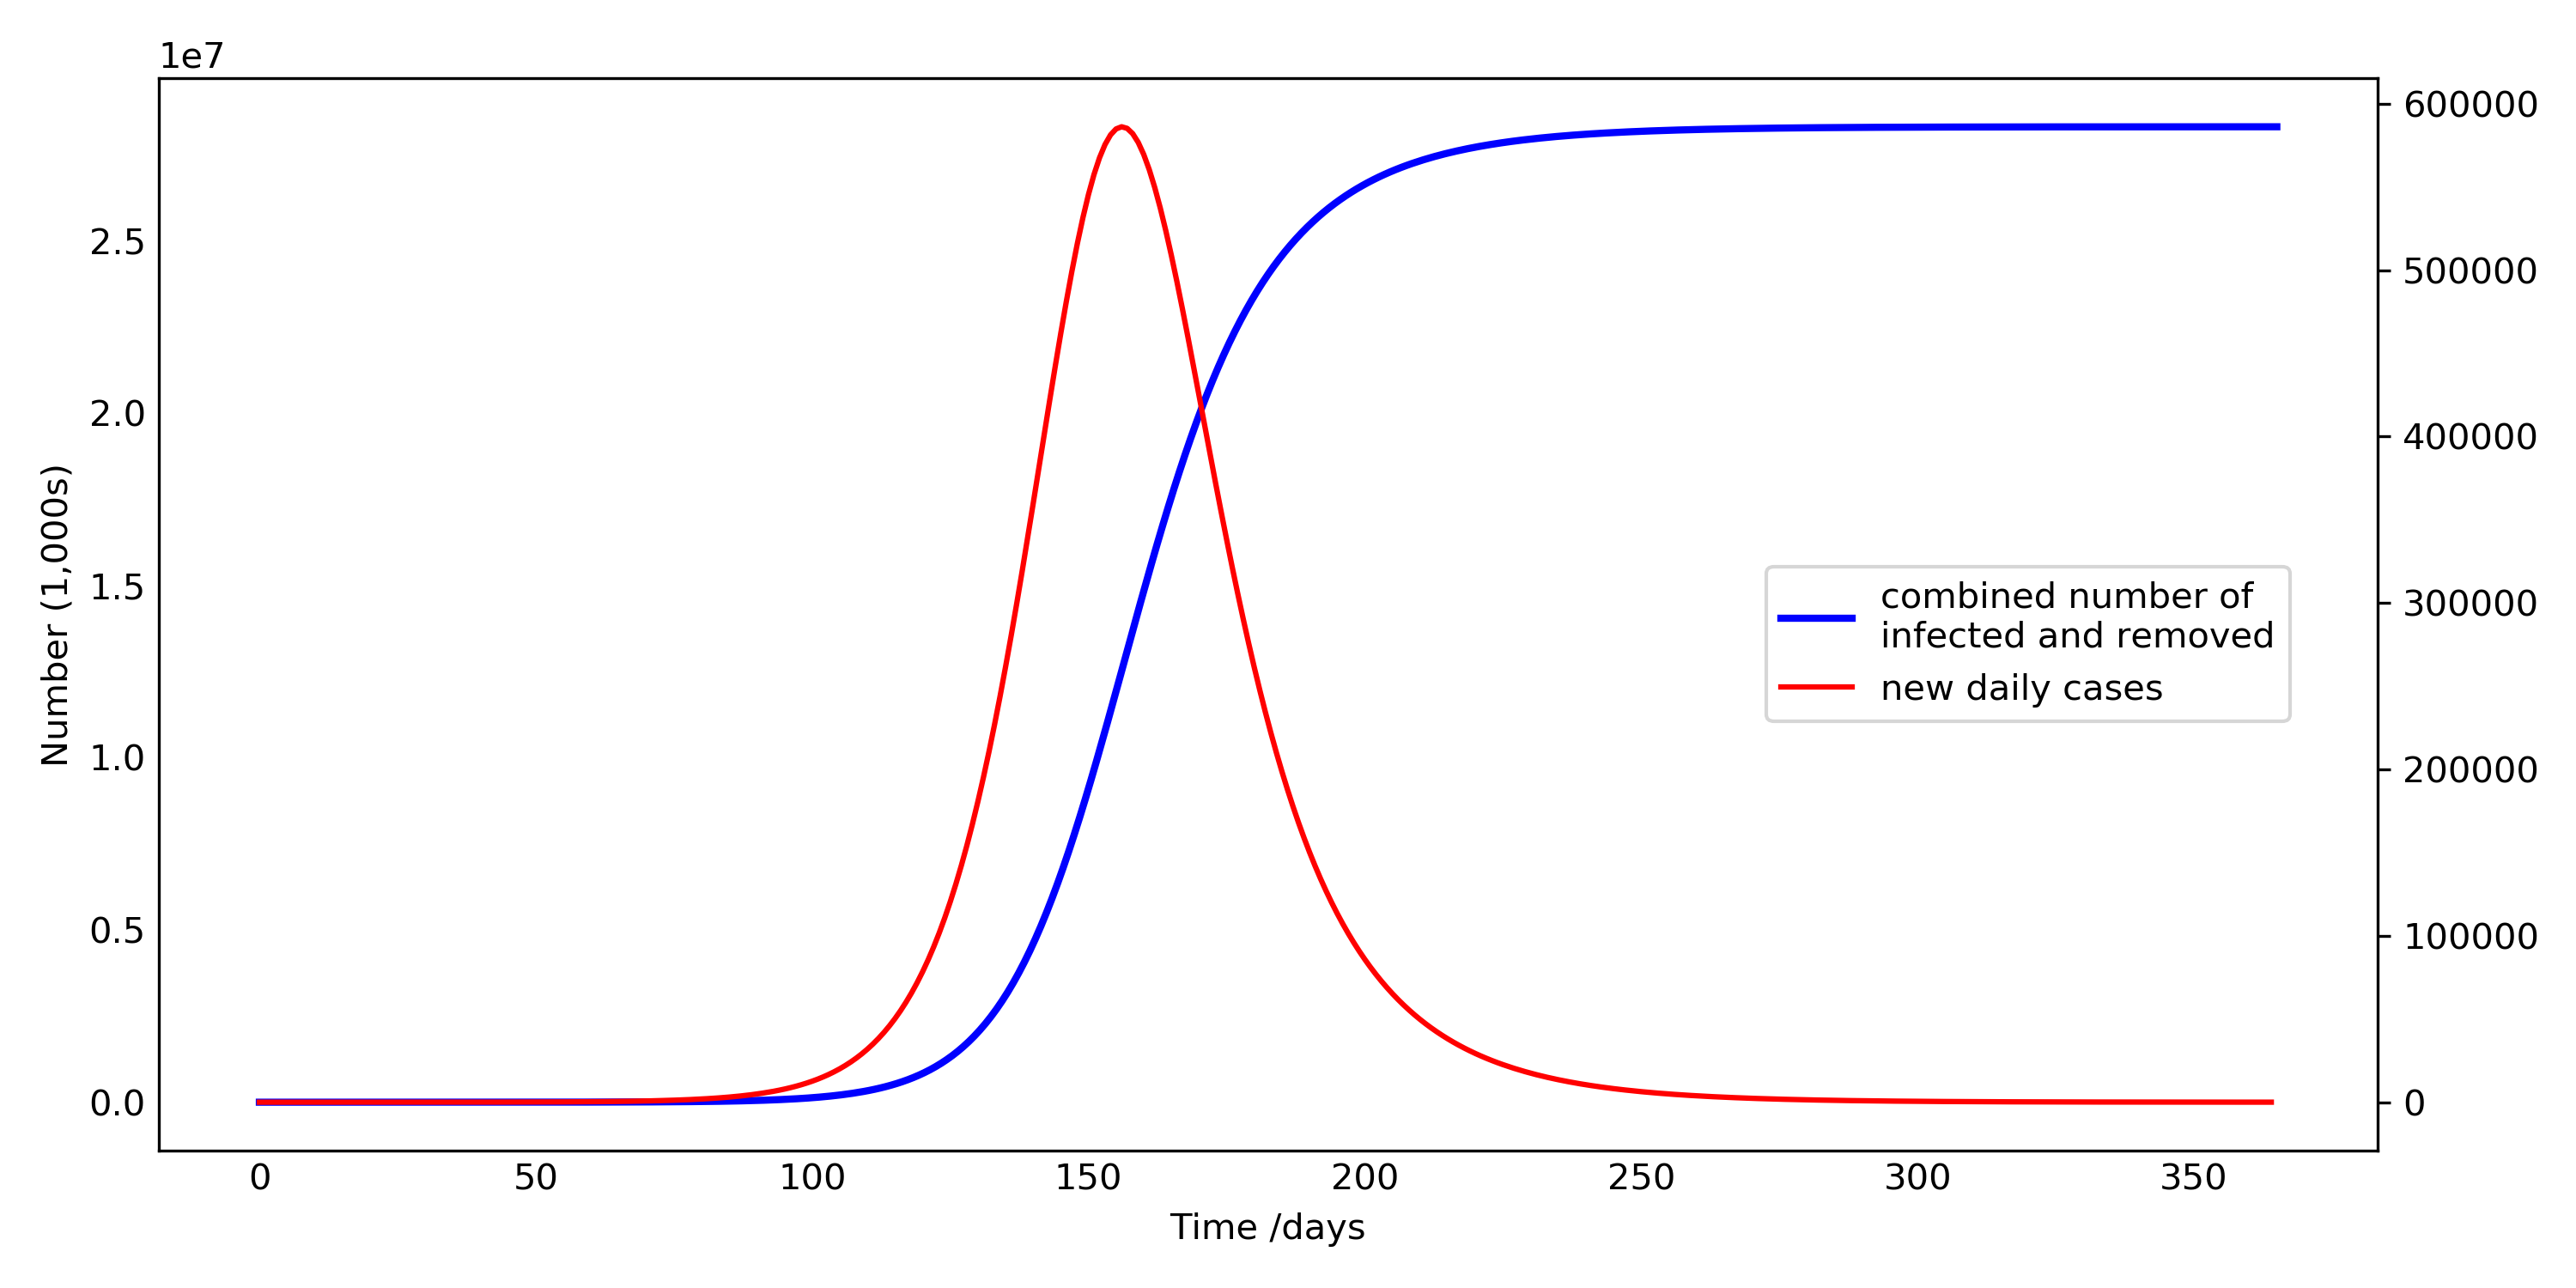 1e7
2.5
2.0
1.5
1.0
0.5
0.0
Number (1,000s)
600000
500000
400000
300000
200000
100000
0
combined number of
infected and removed
new daily cases
0 50 100 150 200 250 300 350
Time /days